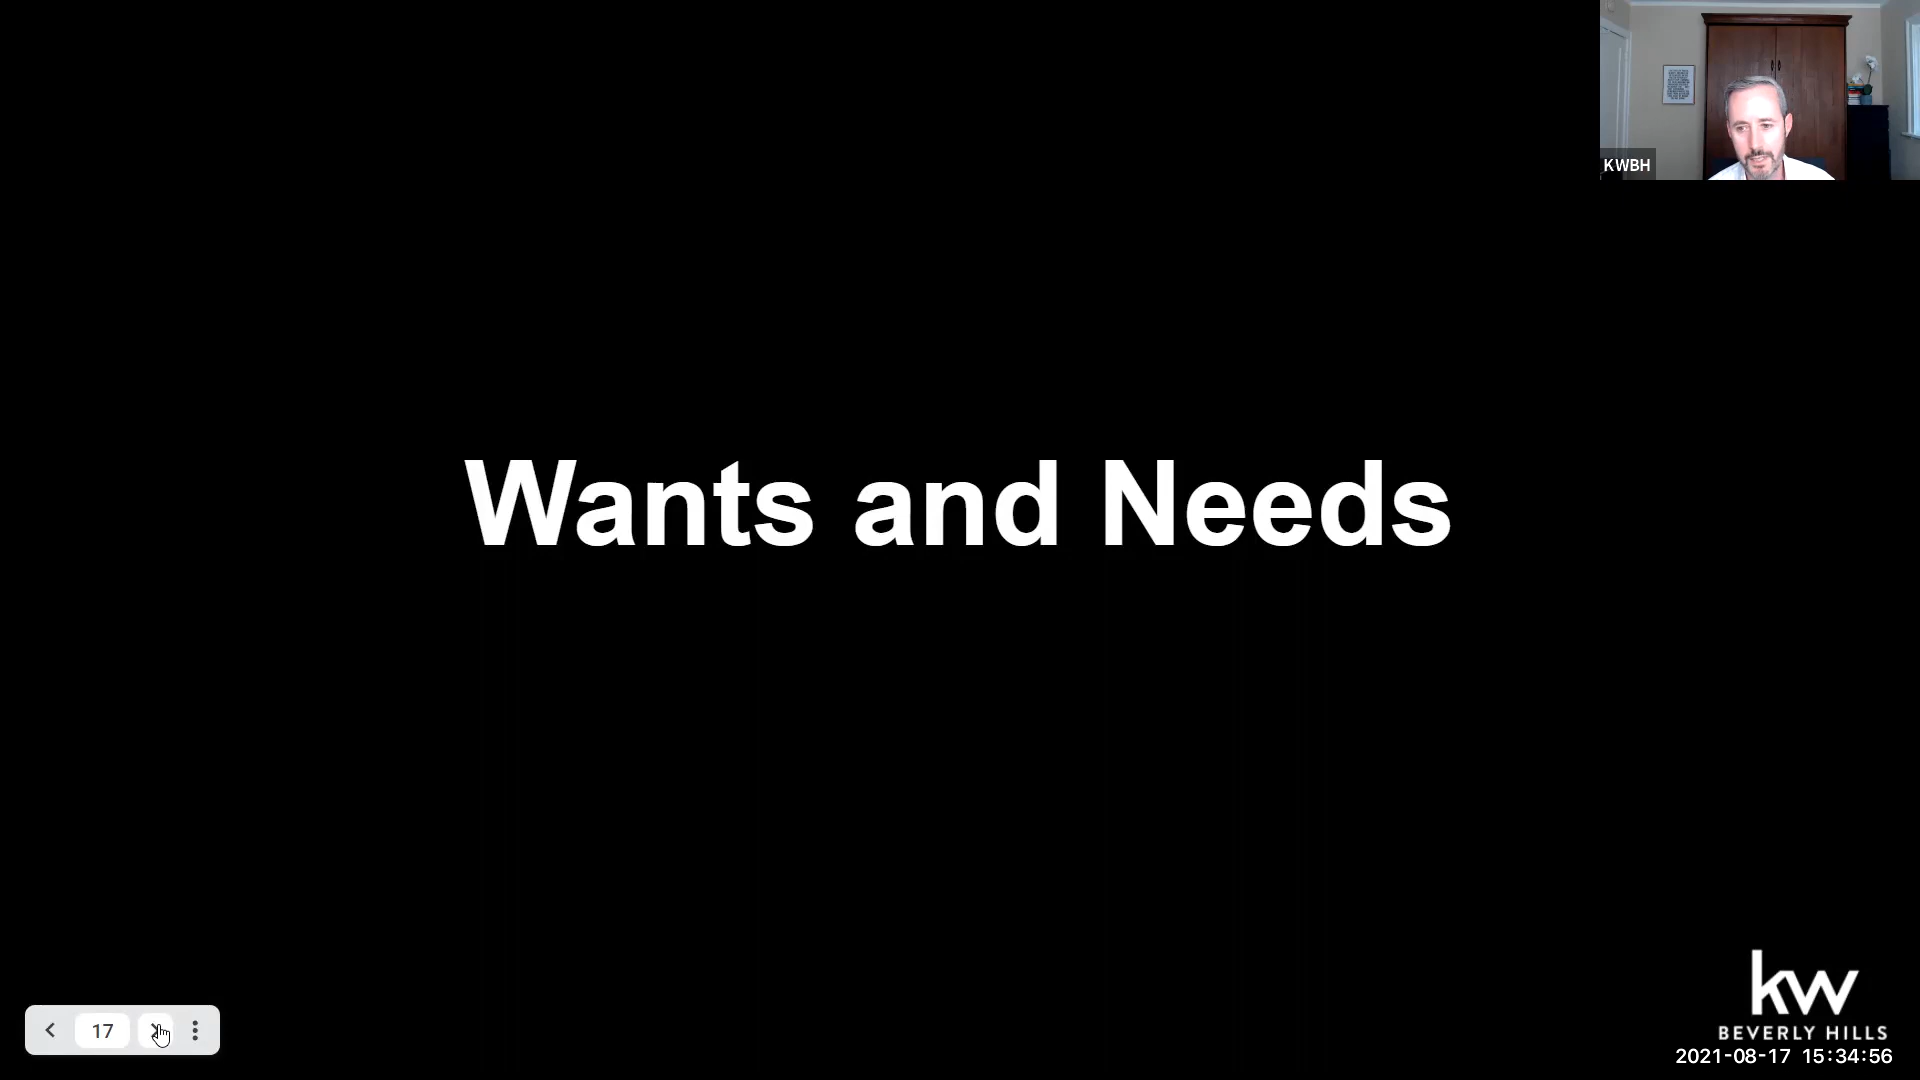 KWBH
Wants and Needs
17
kw
BEVERLY HILLS
2021-08-17 15:34:56